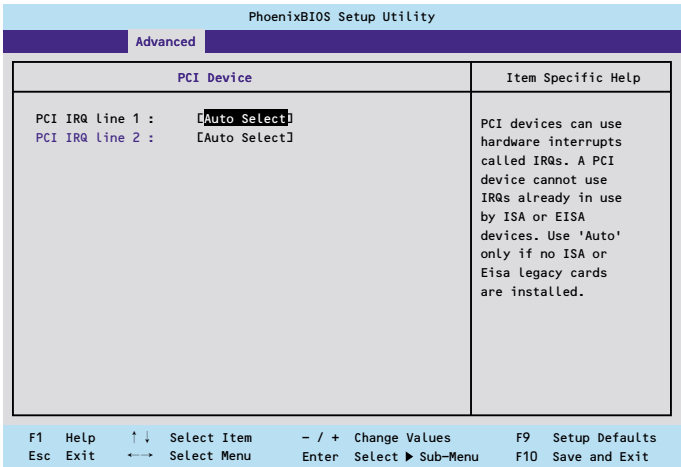 PhoenixBIOS Setup Utility
Advanced
PCI Device
Item Specific Help
PCI IRQ line 1 : [Auto Select]
PCI IRQ line 2 : [Auto Select]
PCI devices can use
hardware interrupts
called IRQs. A PCI
device cannot use
IRQs already in use
by ISA or EISA
devices. Use 'Auto'
only if no ISA or
Eisa legacy cards
are installed.
F1 Help ↑↓ Select Item - / + Change Values F9 Setup Defaults
Esc Exit ←→ Select Menu Enter Select ▶ Sub-Menu F10 Save and Exit